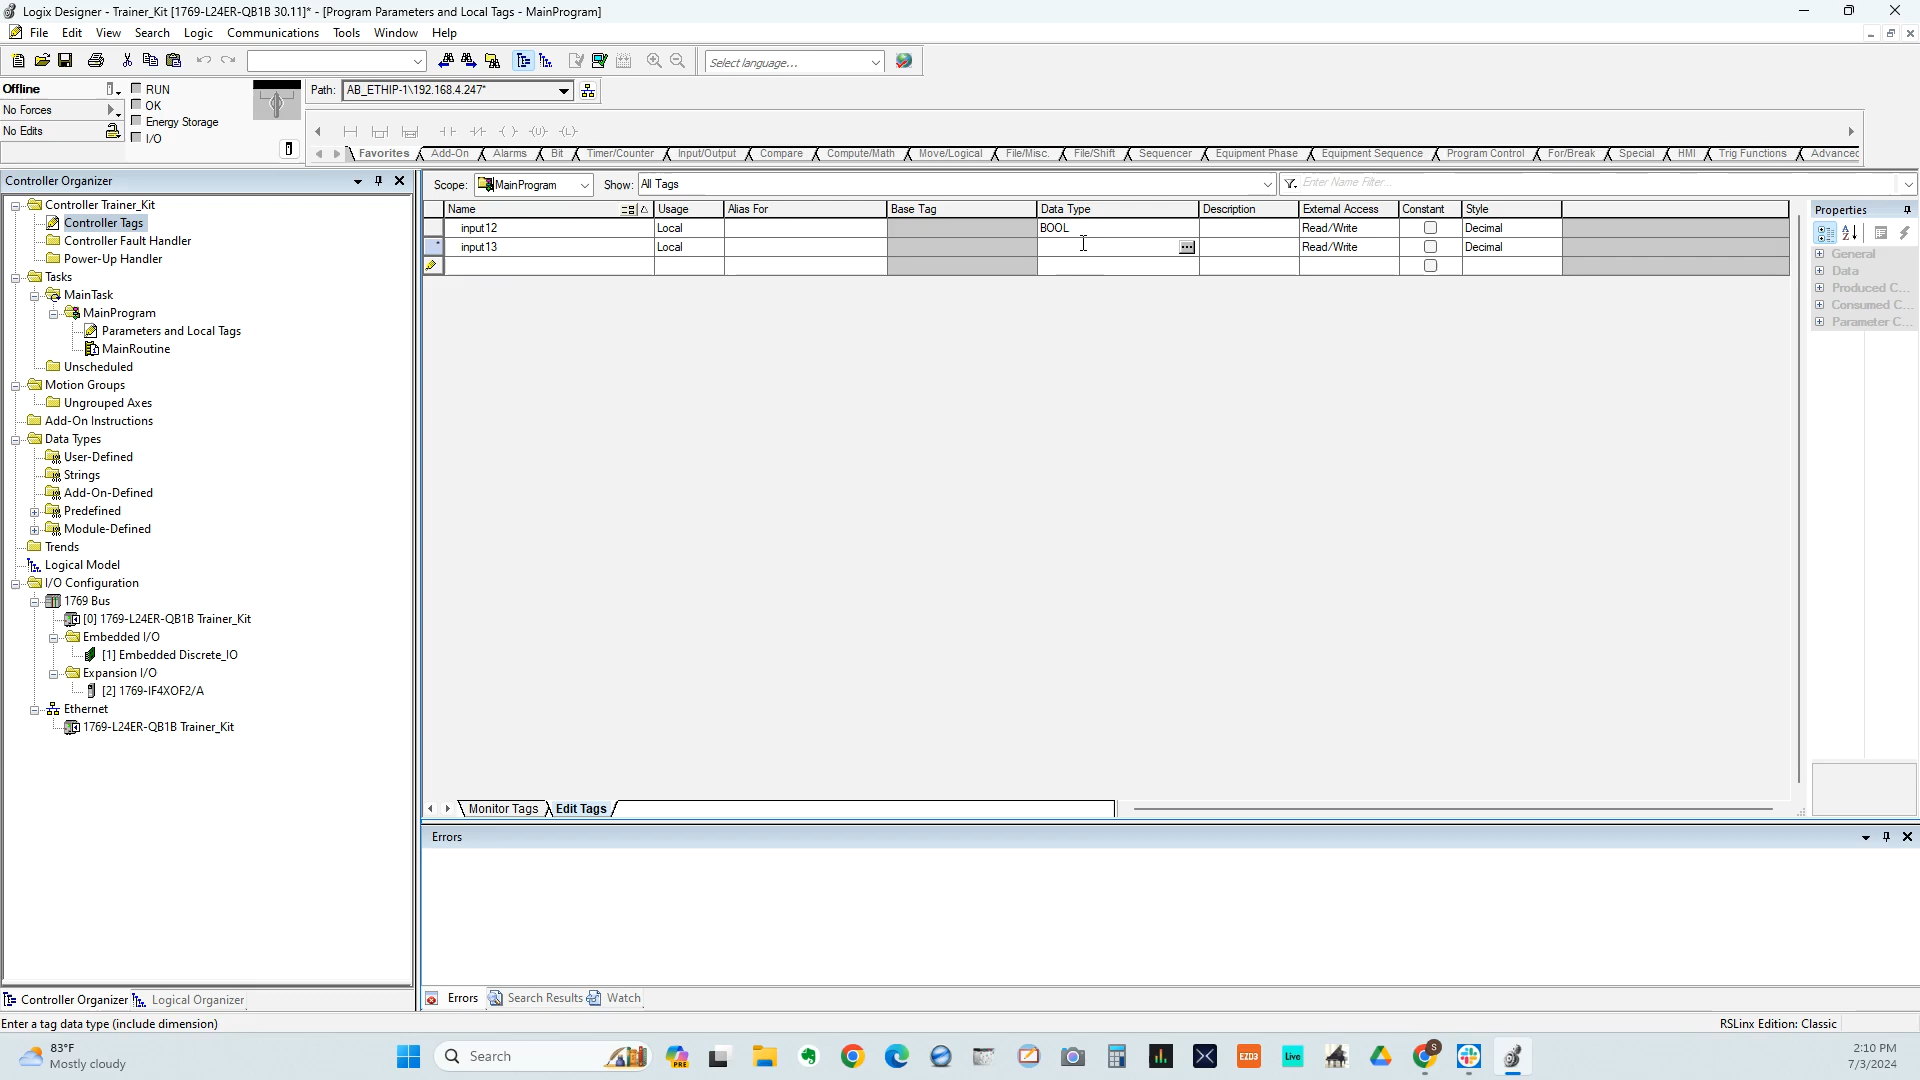 Logix Designer - Trainer_Kit [1769-L24ER-QB1B 30.11]* - [Program Parameters and Local Tags - MainProgram]
File Edit View Search Logic Communications Tools Window Help
Select language...
Offline RUN Path: AB_ETHIP-1\192.168.4.247*
No Forces OK
No Edits Energy Storage
I/O
Favorites Add-On Alarms Bit Timer/Counter Input/Output Compare Compute/Math Move/Logical File/Misc. File/Shift Sequencer Equipment Phase Equipment Sequence Program Control For/Break Special HMI Trig Functions Advanced
Controller Organizer
Scope: MainProgram Show: All Tags Enter Name Filter...
Name Usage Alias For Base Tag Data Type Description External Access Constant Style
input12 Local BOOL Read/Write Decimal
input13 Local Read/Write Decimal
Properties
General
Data
Produced C...
Consumed C...
Parameter C...
Controller Trainer_Kit
Controller Tags
Controller Fault Handler
Power-Up Handler
Tasks
MainTask
MainProgram
Parameters and Local Tags
MainRoutine
Unscheduled
Motion Groups
Ungrouped Axes
Add-On Instructions
Data Types
User-Defined
Strings
Add-On-Defined
Predefined
Module-Defined
Trends
Logical Model
I/O Configuration
1769 Bus
[0] 1769-L24ER-QB1B Trainer_Kit
Embedded I/O
[1] Embedded Discrete_IO
Expansion I/O
[2] 1769-IF4XOF2/A
Ethernet
1769-L24ER-QB1B Trainer_Kit
Monitor Tags Edit Tags
Errors
Controller Organizer Logical Organizer
Errors Search Results Watch
Enter a tag data type (include dimension) RSLinx Edition: Classic
83°F
Mostly cloudy
Search
PRE
EZD3
Live
S
2:10 PM
7/3/2024